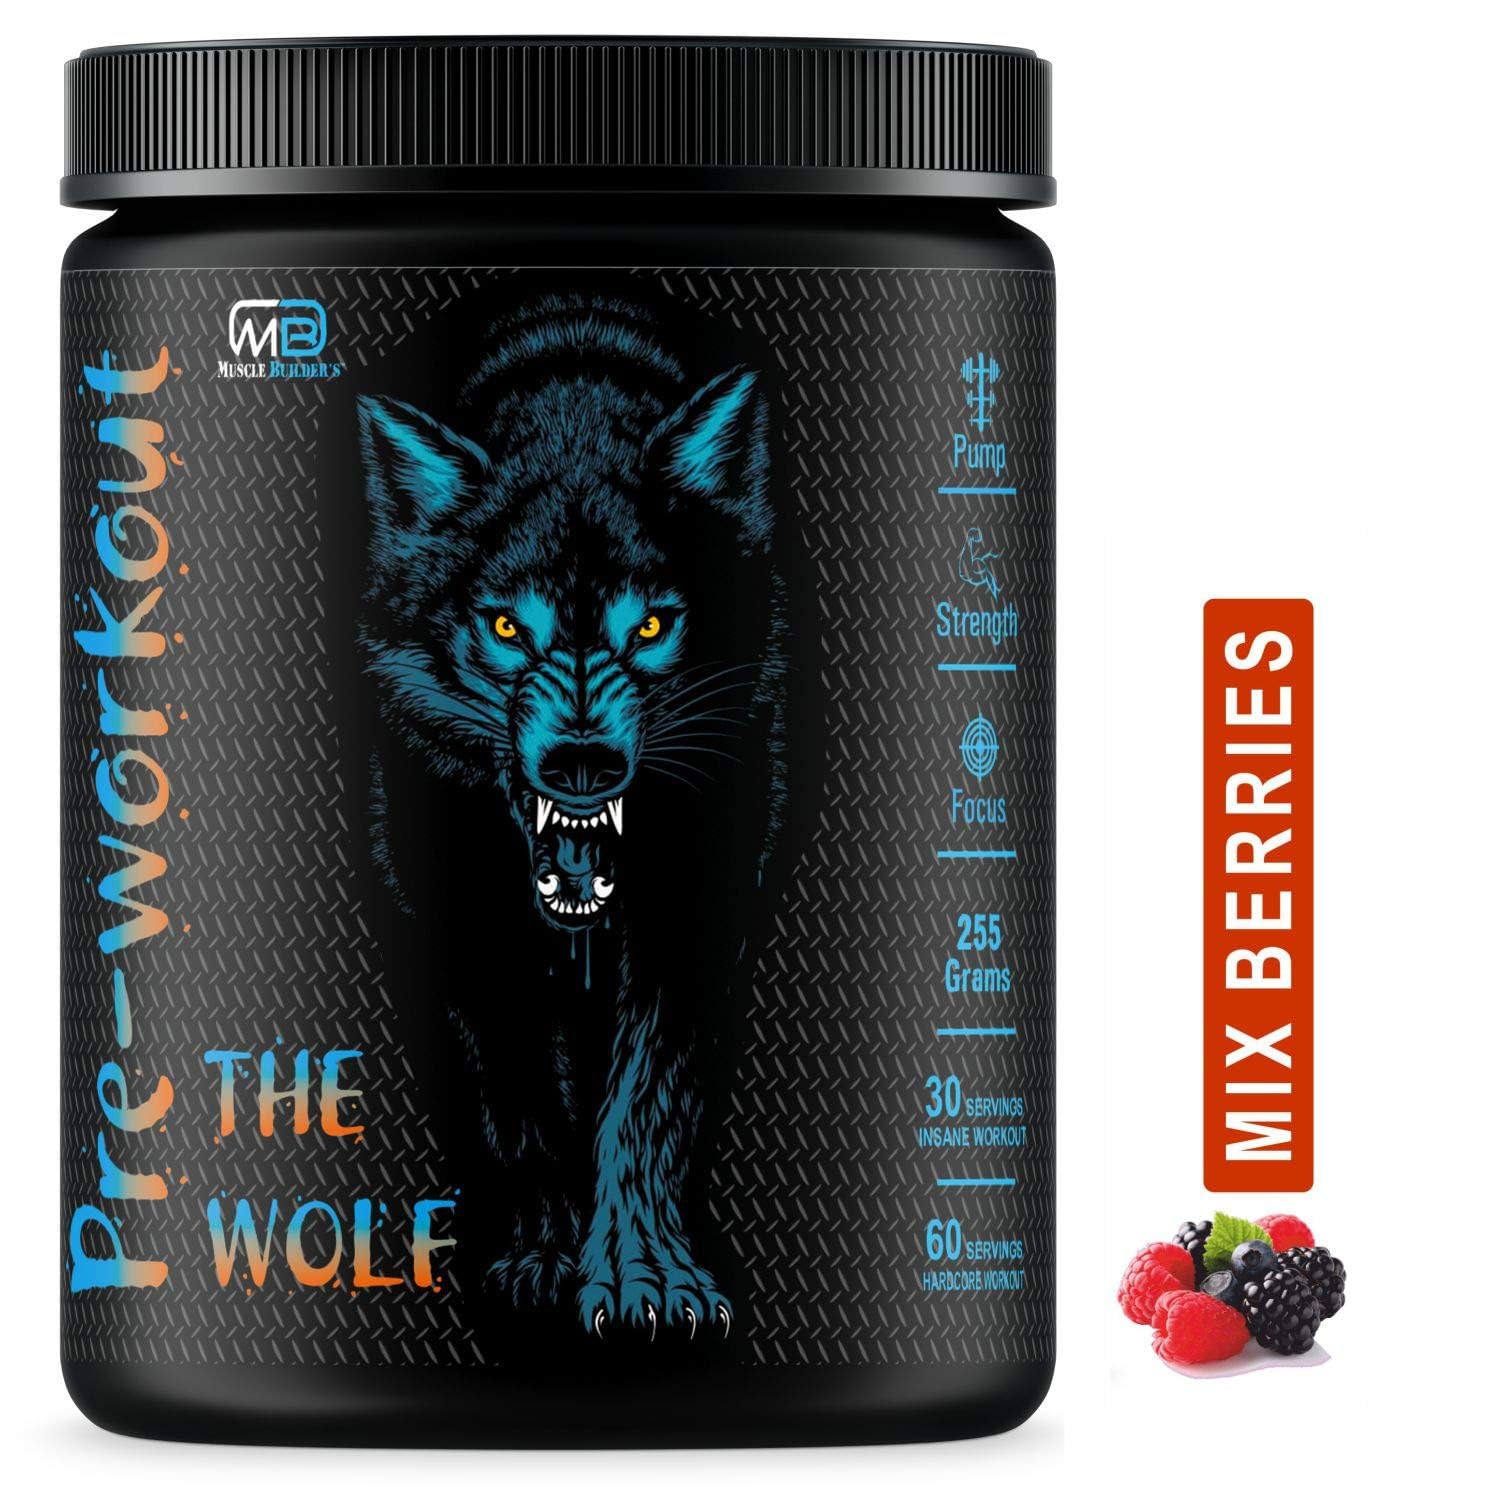 MB
MUSCLE BUILDER'S
Pre-workout
THE
WOLF
Pump
Strength
Focus
255
Grams
30 SERVINGS
INSANE WORKOUT
60 SERVINGS
HARDCORE WORKOUT
MIX BERRIES